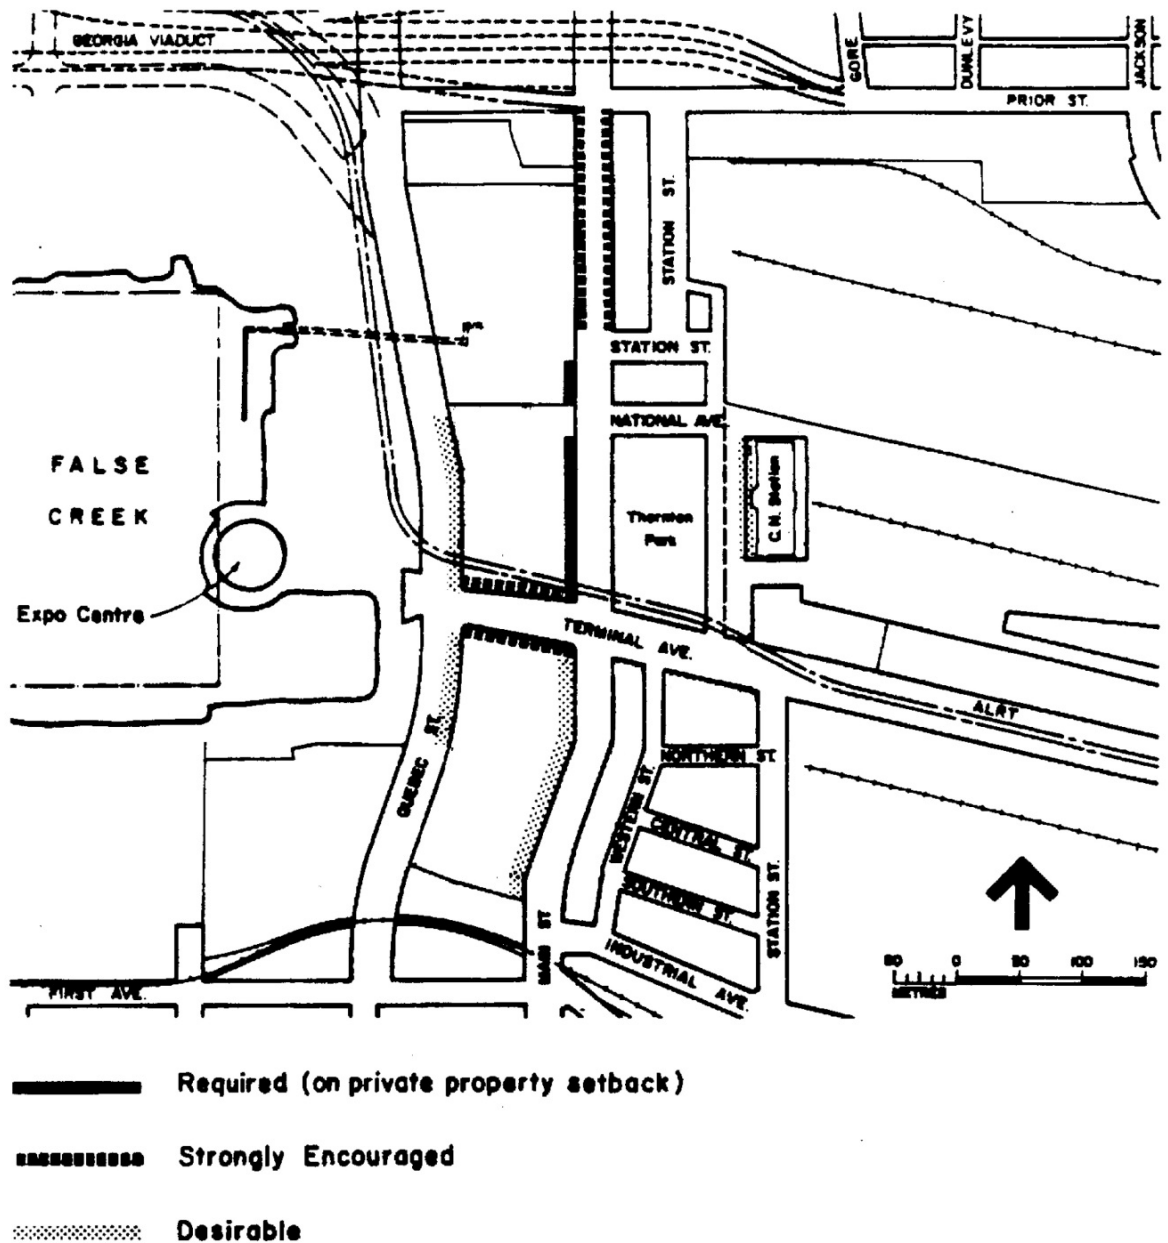 GEORGIA VIADUCT
GORE
DUNLEVY
JACKSON
PRIOR ST.
STATION ST.
STATION ST.
NATIONAL AVE.
FALSE
CREEK
Thornton
Park
C.N. Station
Expo Centre
TERMINAL AVE.
ALRT
QUEBEC ST.
NORTHERN ST.
WESTERN ST.
CENTRAL ST.
SOUTHERN ST.
STATION ST.
MAIN ST.
INDUSTRIAL AVE.
FIRST AVE.
50 0 50 100 150
METRES
Required (on private property setback)
Strongly Encouraged
Desirable